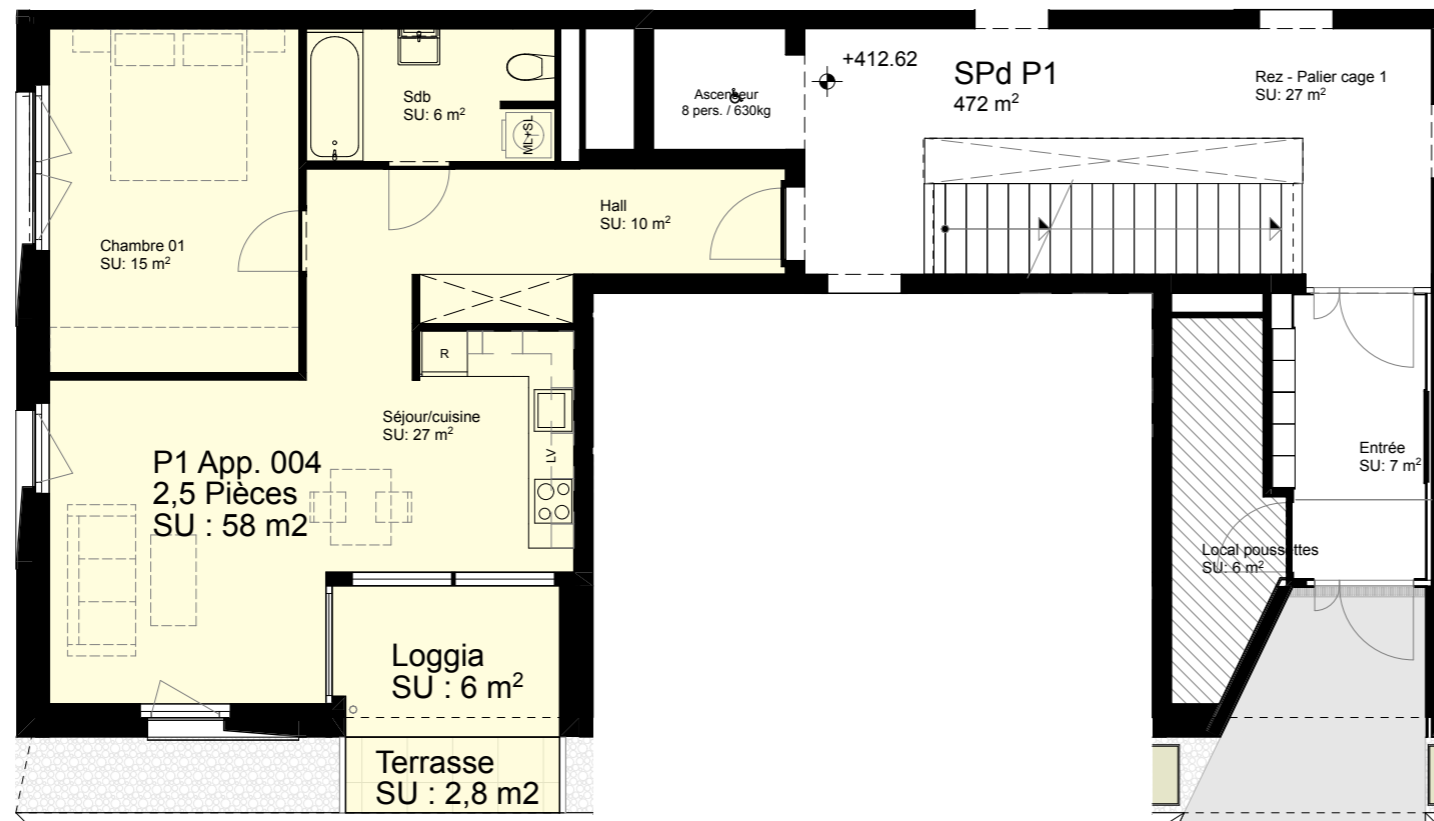 +412.62
SPd P1
472 m²
Rez - Palier cage 1
SU: 27 m²
Ascenseur
8 pers. / 630kg
Sdb
SU: 6 m²
ML+SL
Hall
SU: 10 m²
Chambre 01
SU: 15 m²
R
Séjour/cuisine
SU: 27 m²
LV
P1 App. 004
2,5 Pièces
SU : 58 m2
Entrée
SU: 7 m²
Local poussettes
SU: 6 m²
Loggia
SU : 6 m²
Terrasse
SU : 2,8 m2